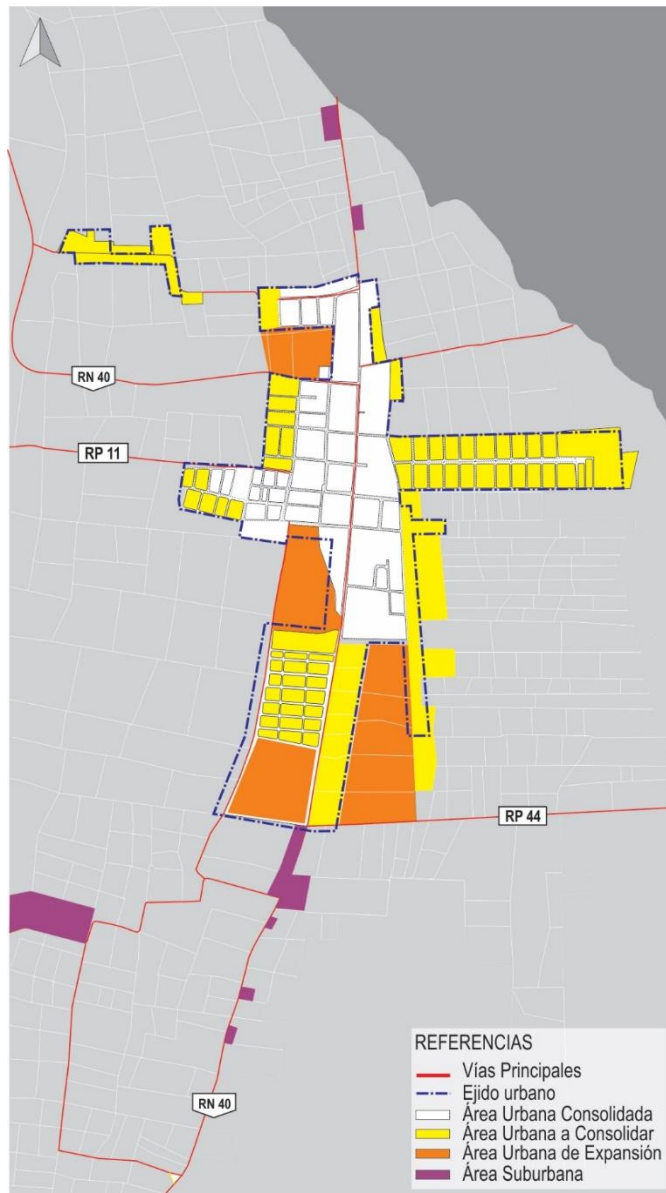 RN 40
RP 11
RP 44
RN 40
REFERENCIAS
Vías Principales
Ejido urbano
Área Urbana Consolidada
Área Urbana a Consolidar
Área Urbana de Expansión
Área Suburbana